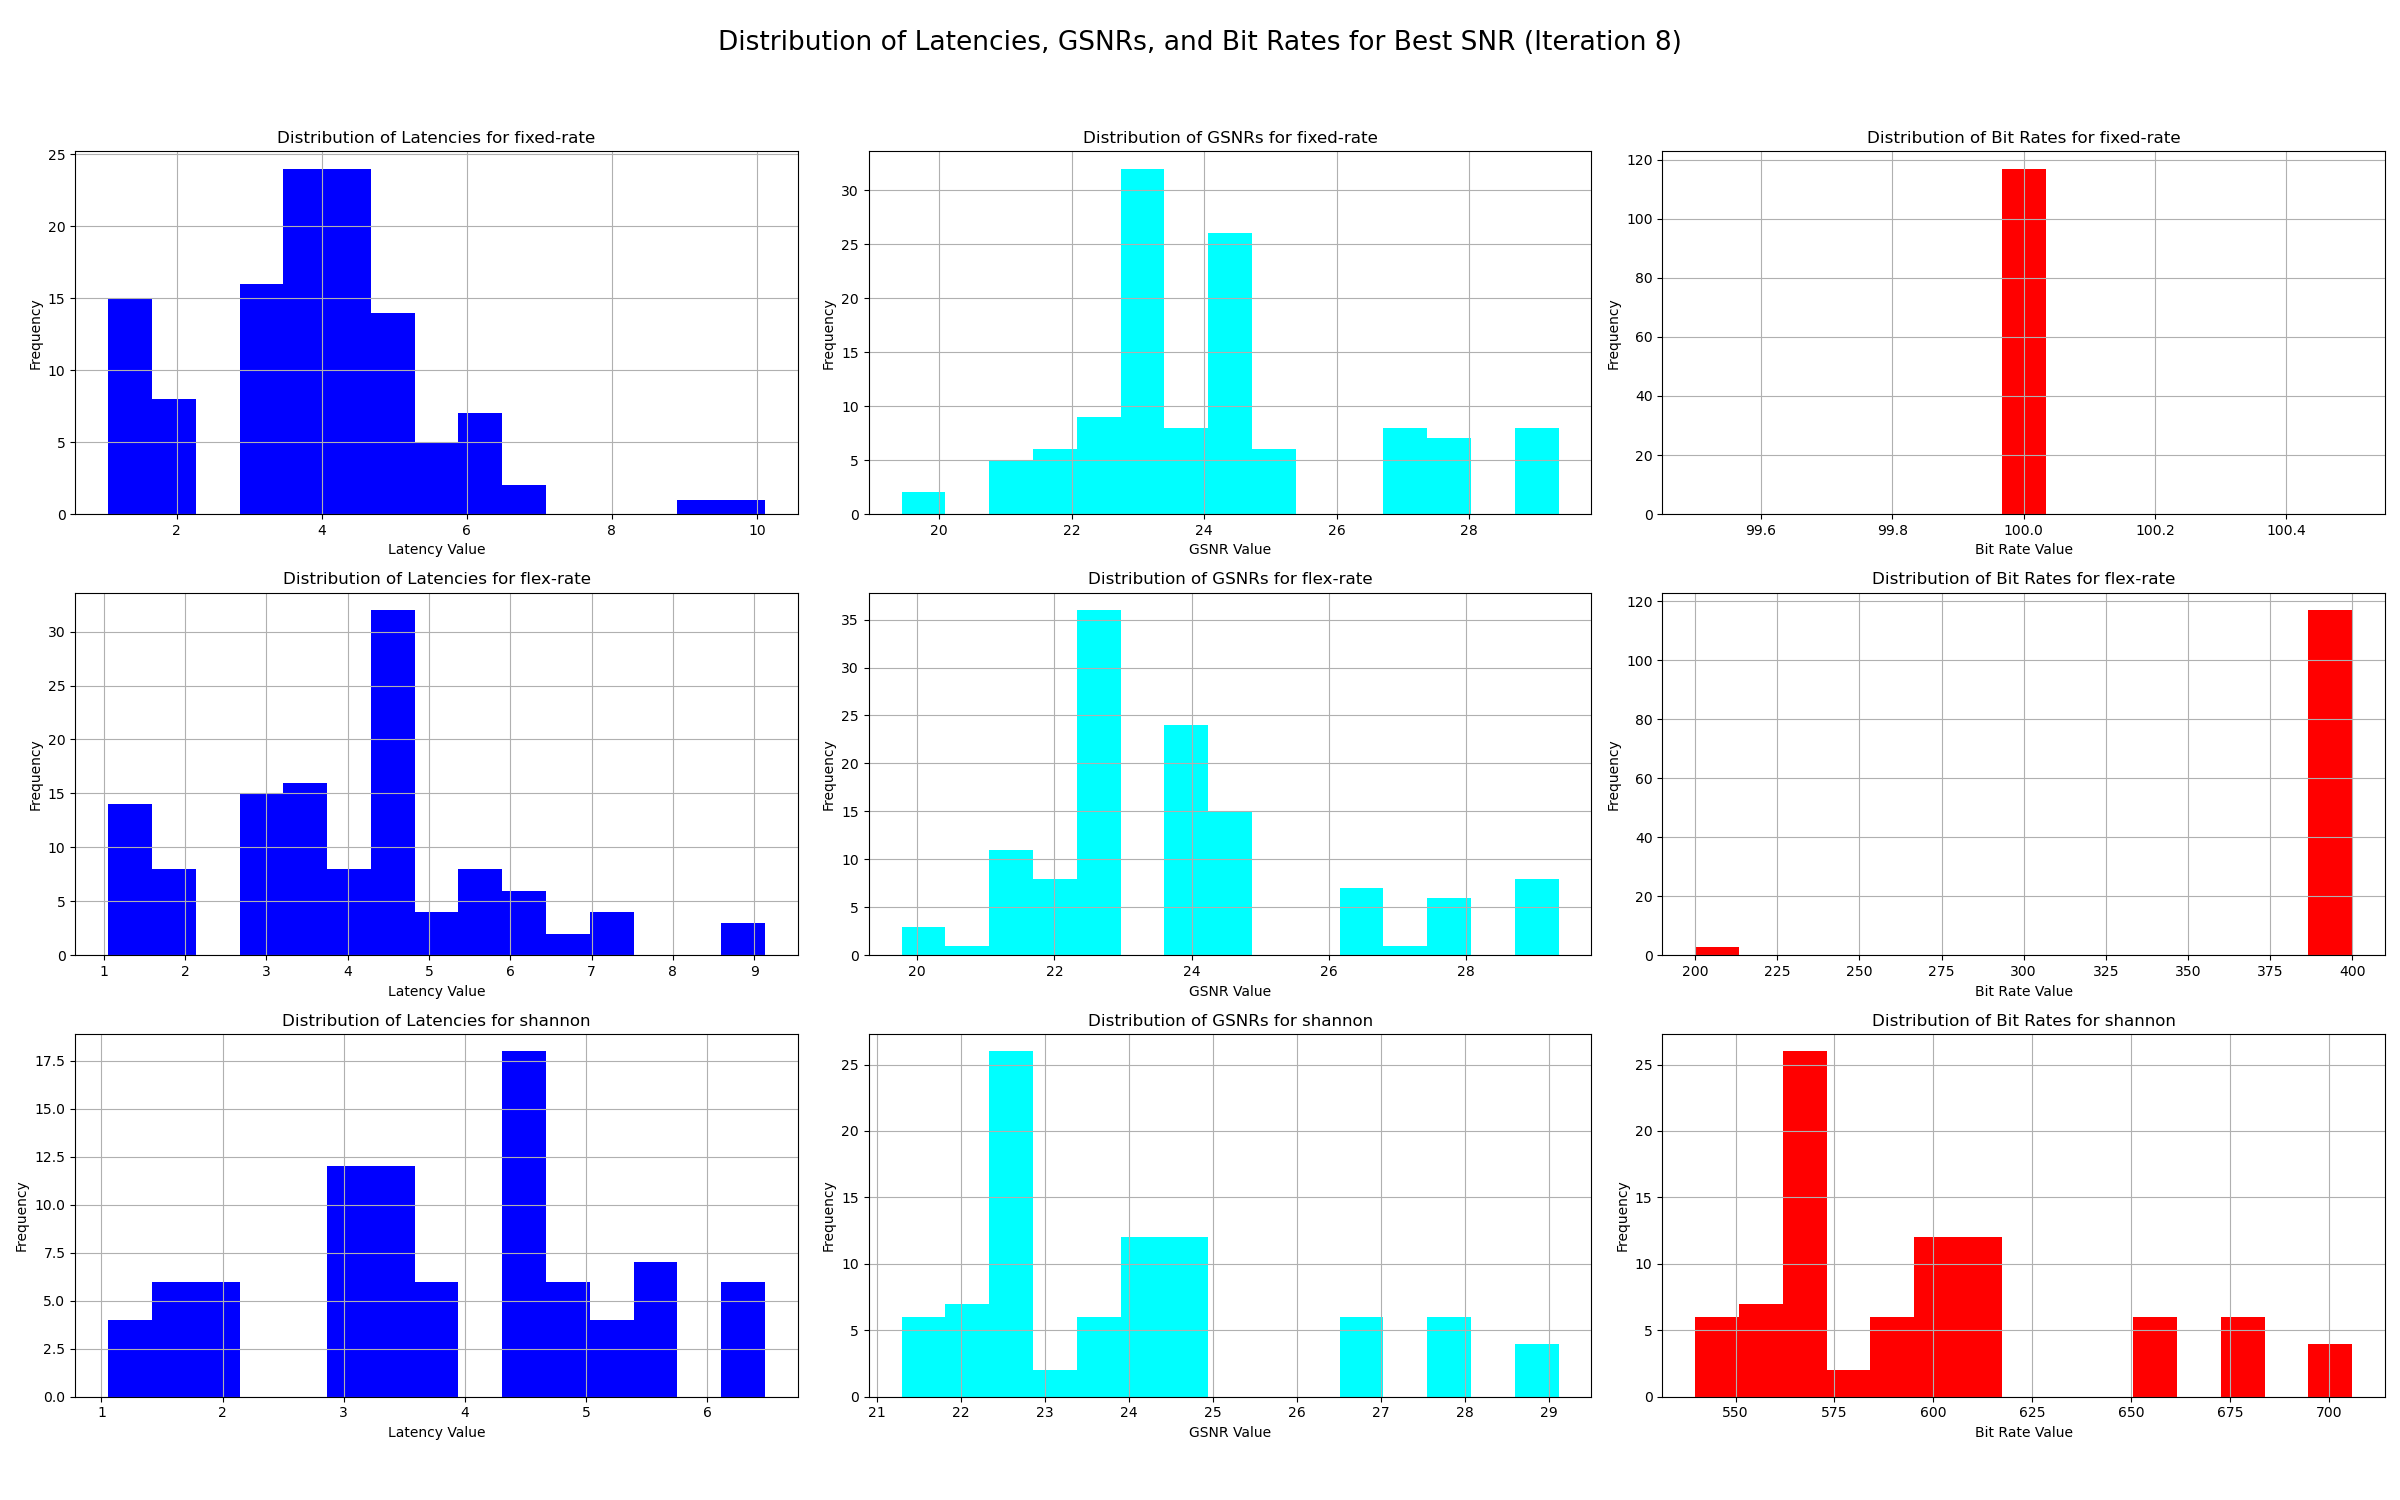 Distribution of Latencies, GSNRs, and Bit Rates for Best SNR (Iteration 8)
Distribution of Latencies for fixed-rate
25
20
15
10
5
0
Frequency
2 4 6 8 10
Latency Value
Distribution of GSNRs for fixed-rate
30
25
20
15
10
5
0
Frequency
20 22 24 26 28
GSNR Value
Distribution of Bit Rates for fixed-rate
120
100
80
60
40
20
0
Frequency
99.6 99.8 100.0 100.2 100.4
Bit Rate Value
Distribution of Latencies for flex-rate
30
25
20
15
10
5
0
Frequency
1 2 3 4 5 6 7 8 9
Latency Value
Distribution of GSNRs for flex-rate
35
30
25
20
15
10
5
0
Frequency
20 22 24 26 28
GSNR Value
Distribution of Bit Rates for flex-rate
120
100
80
60
40
20
0
Frequency
200 225 250 275 300 325 350 375 400
Bit Rate Value
Distribution of Latencies for shannon
17.5
15.0
12.5
10.0
7.5
5.0
2.5
0.0
Frequency
1 2 3 4 5 6
Latency Value
Distribution of GSNRs for shannon
25
20
15
10
5
0
Frequency
21 22 23 24 25 26 27 28 29
GSNR Value
Distribution of Bit Rates for shannon
25
20
15
10
5
0
Frequency
550 575 600 625 650 675 700
Bit Rate Value